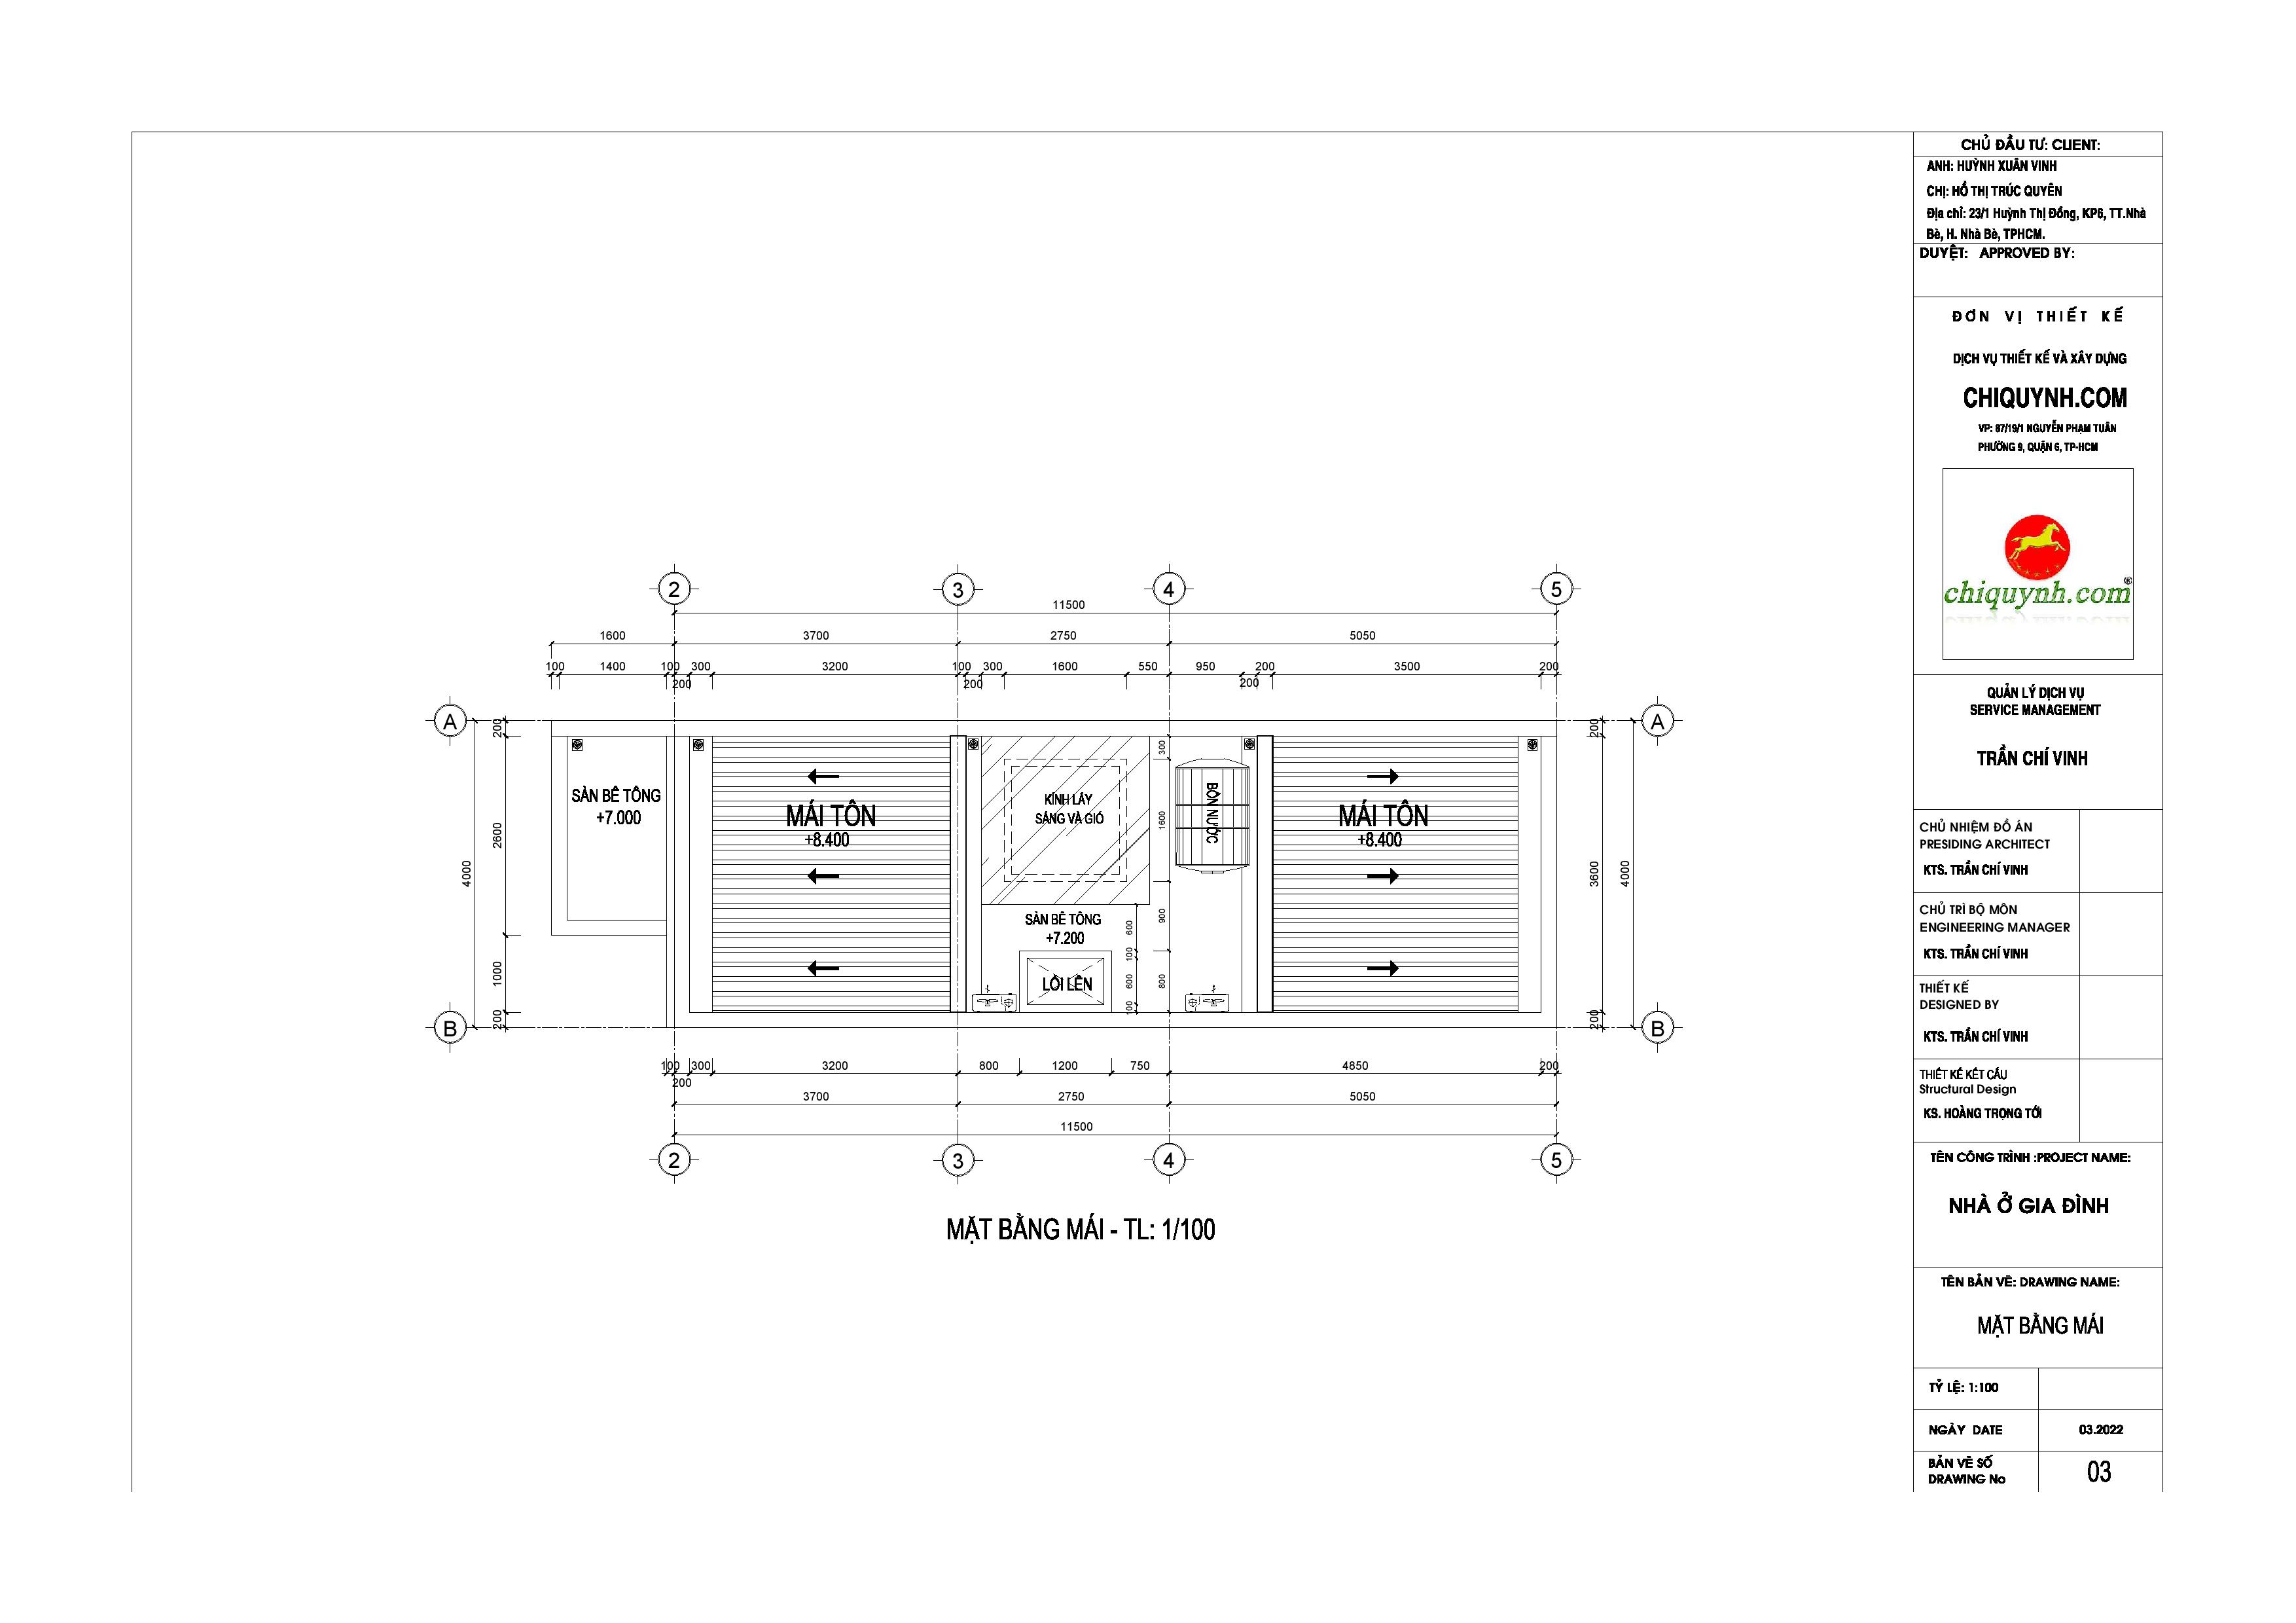 CHỦ ĐẦU TƯ: CLIENT:
ANH: HUỲNH XUÂN VINH
CHỊ: HỒ THỊ TRÚC QUYÊN
Địa chỉ: 23/1 Huỳnh Thị Đồng, KP6, TT.Nhà
Bè, H. Nhà Bè, TPHCM.
DUYỆT: APPROVED BY:
ĐƠN VỊ THIẾT KẾ
DỊCH VỤ THIẾT KẾ VÀ XÂY DỰNG
CHIQUYNH.COM
VP: 87/19/1 NGUYỄN PHẠM TUÂN
PHƯỜNG 9, QUẬN 6, TP-HCM
chiquynh.com®
QUẢN LÝ DỊCH VỤ
SERVICE MANAGEMENT
TRẦN CHÍ VINH
CHỦ NHIỆM ĐỒ ÁN
PRESIDING ARCHITECT
KTS. TRẦN CHÍ VINH
CHỦ TRÌ BỘ MÔN
ENGINEERING MANAGER
KTS. TRẦN CHÍ VINH
THIẾT KẾ
DESIGNED BY
KTS. TRẦN CHÍ VINH
THIẾT KẾ KẾT CẤU
Structural Design
KS. HOÀNG TRỌNG TỚI
TÊN CÔNG TRÌNH :PROJECT NAME:
NHÀ Ở GIA ĐÌNH
TÊN BẢN VẼ: DRAWING NAME:
MẶT BẰNG MÁI
TỶ LỆ: 1:100
NGÀY DATE 03.2022
BẢN VẼ SỐ
DRAWING No 03
2 3 4 5
11500
1600 3700 2750 5050
100 1400 100 300 3200 100 300 1600 550 950 200 3500 200
200 200 200
A A
B B
200 2600 1000 200
4000
200 3600 200
4000
SÀN BÊ TÔNG
+7.000
MÁI TÔN
+8.400
KÍNH LẤY
SÁNG VÀ GIÓ
BỒN NƯỚC
MÁI TÔN
+8.400
300 1600 900 800
SÀN BÊ TÔNG
+7.200
600 100 600 100
LỐI LÊN
100 300 3200 800 1200 750 4850 200
200
3700 2750 5050
11500
2 3 4 5
MẶT BẰNG MÁI - TL: 1/100